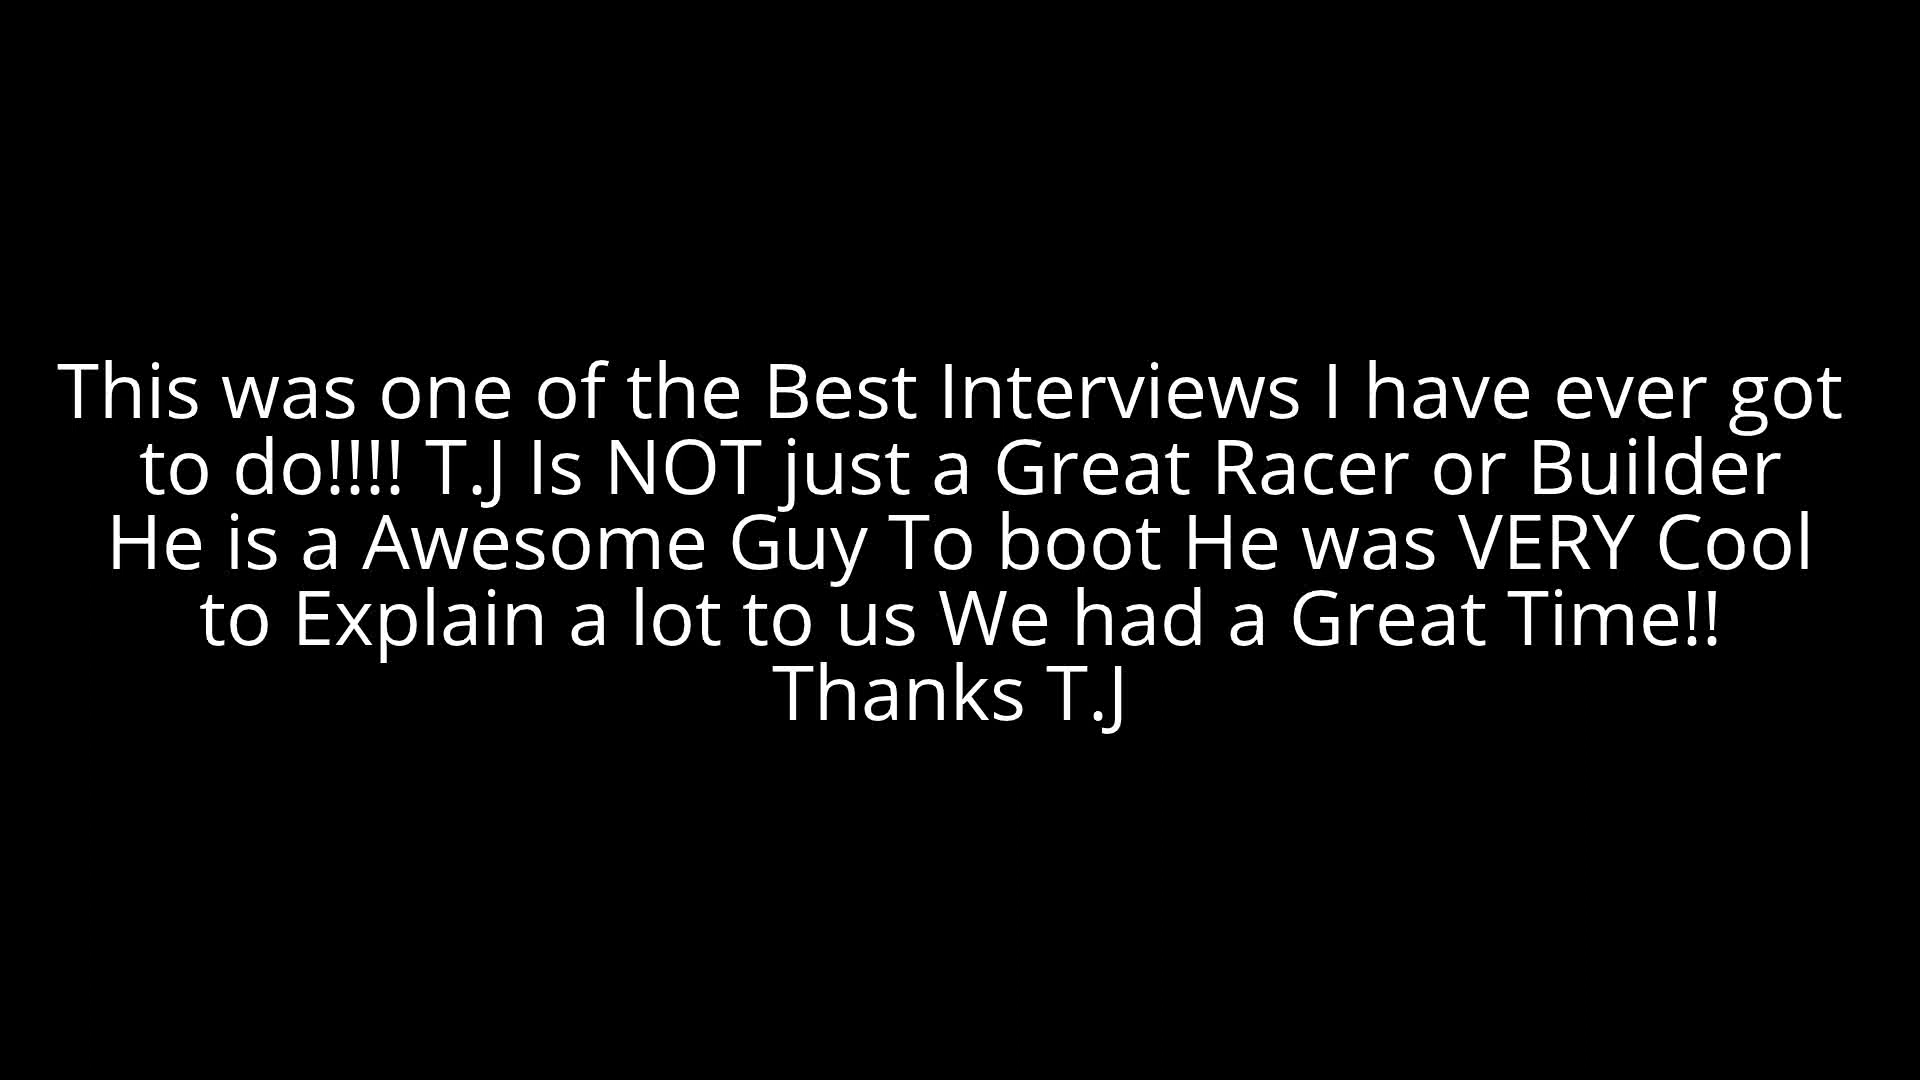 This was one of the Best Interviews I have ever got
to do!!!! T.J Is NOT just a Great Racer or Builder
He is a Awesome Guy To boot He was VERY Cool
to Explain a lot to us We had a Great Time!!
Thanks T.J